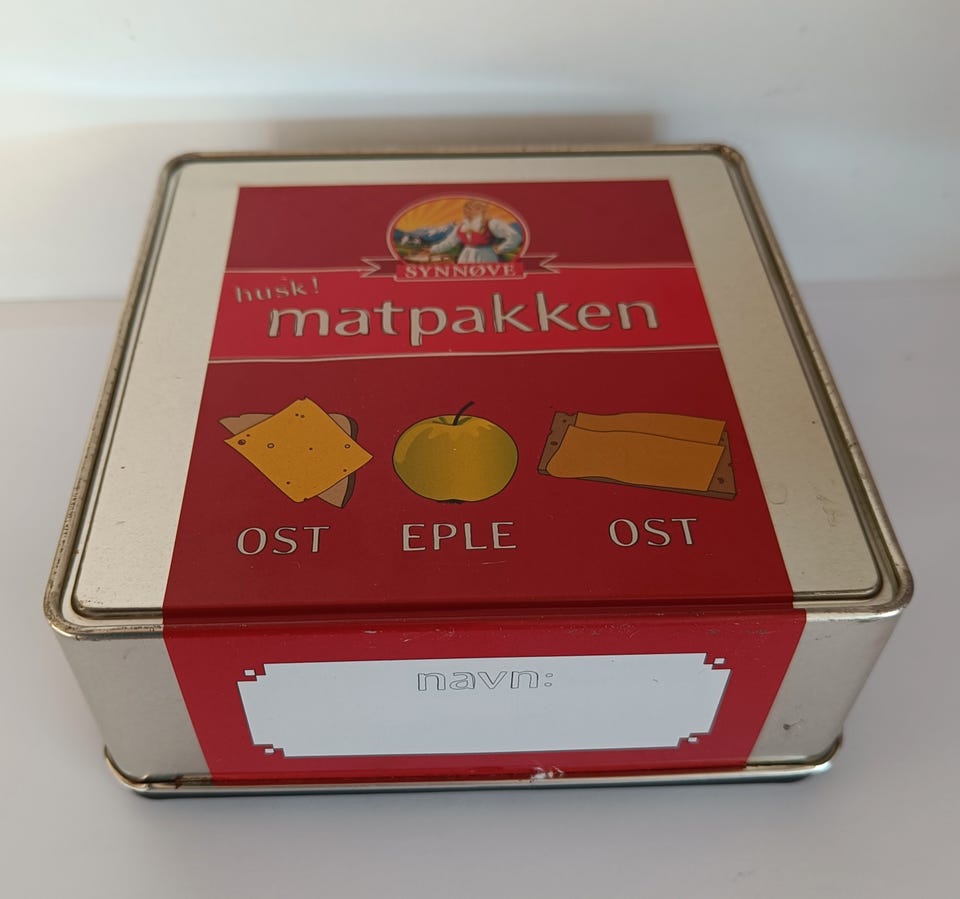 SYNNØVE
husk!
matpakken
OST EPLE OST
navn: